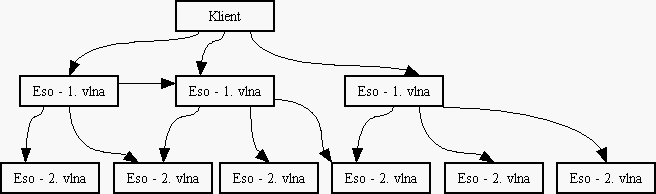 Klient
Eso - 1. vlna
Eso - 1. vlna
Eso - 1. vlna
Eso - 2. vlna
Eso - 2. vlna
Eso - 2. vlna
Eso - 2. vlna
Eso - 2. vlna
Eso - 2. vlna